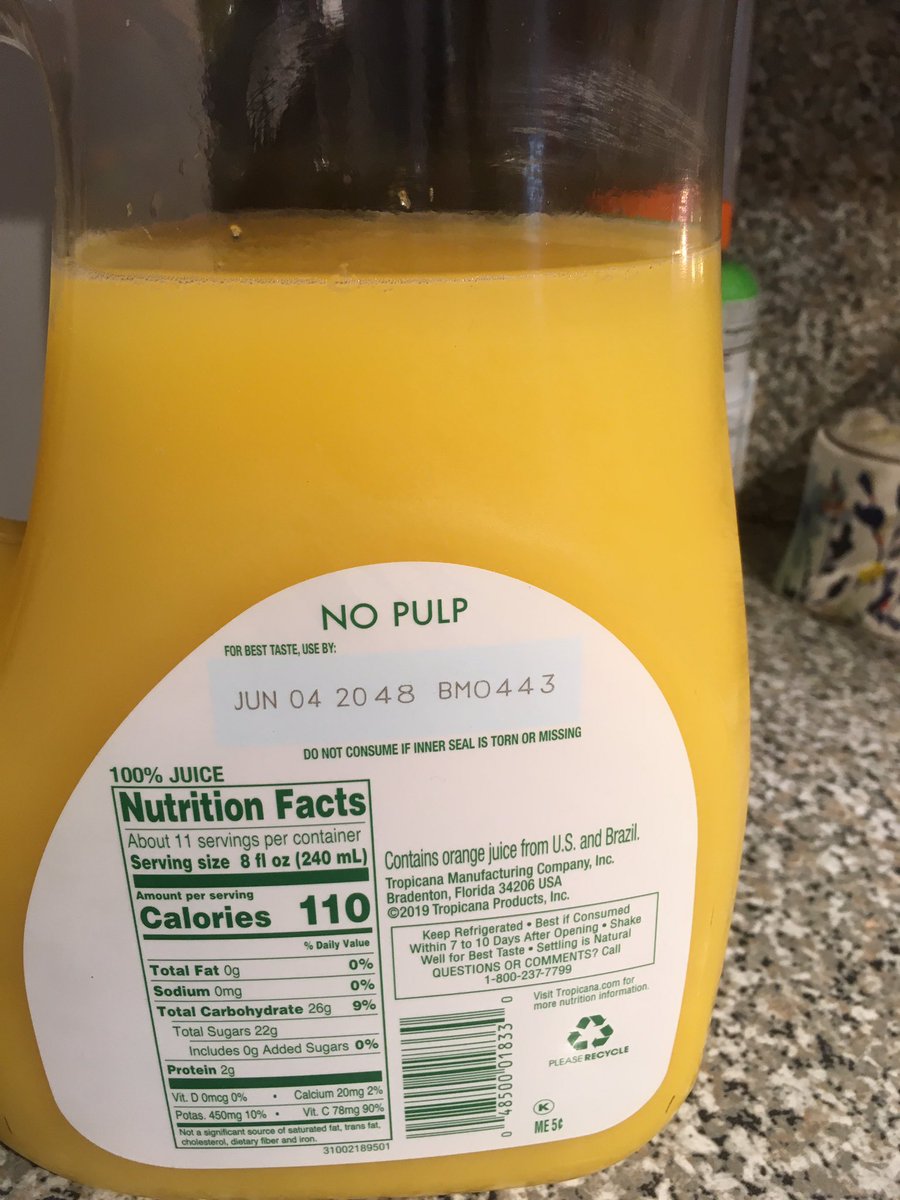 NO PULP
FOR BEST TASTE, USE BY:
JUN 04 2048 BM0443
DO NOT CONSUME IF INNER SEAL IS TORN OR MISSING
100% JUICE
Nutrition Facts
About 11 servings per container
Serving size 8 fl oz (240 mL)
Amount per serving
Calories 110
% Daily Value
Total Fat 0g 0%
Sodium 0mg 0%
Total Carbohydrate 26g 9%
Total Sugars 22g
Includes 0g Added Sugars 0%
Protein 2g
Vit. D 0mcg 0% • Calcium 20mg 2%
Potas. 450mg 10% • Vit. C 78mg 90%
Not a significant source of saturated fat, trans fat,
cholesterol, dietary fiber and iron.
31002189501
Contains orange juice from U.S. and Brazil.
Tropicana Manufacturing Company, Inc.
Bradenton, Florida 34206 USA
©2019 Tropicana Products, Inc.
Keep Refrigerated • Best if Consumed
Within 7 to 10 Days After Opening • Shake
Well for Best Taste • Settling is Natural
QUESTIONS OR COMMENTS? Call
1-800-237-7799
0 48500 01833 0
Visit Tropicana.com for
more nutrition information.
PLEASE RECYCLE
K
ME 5¢